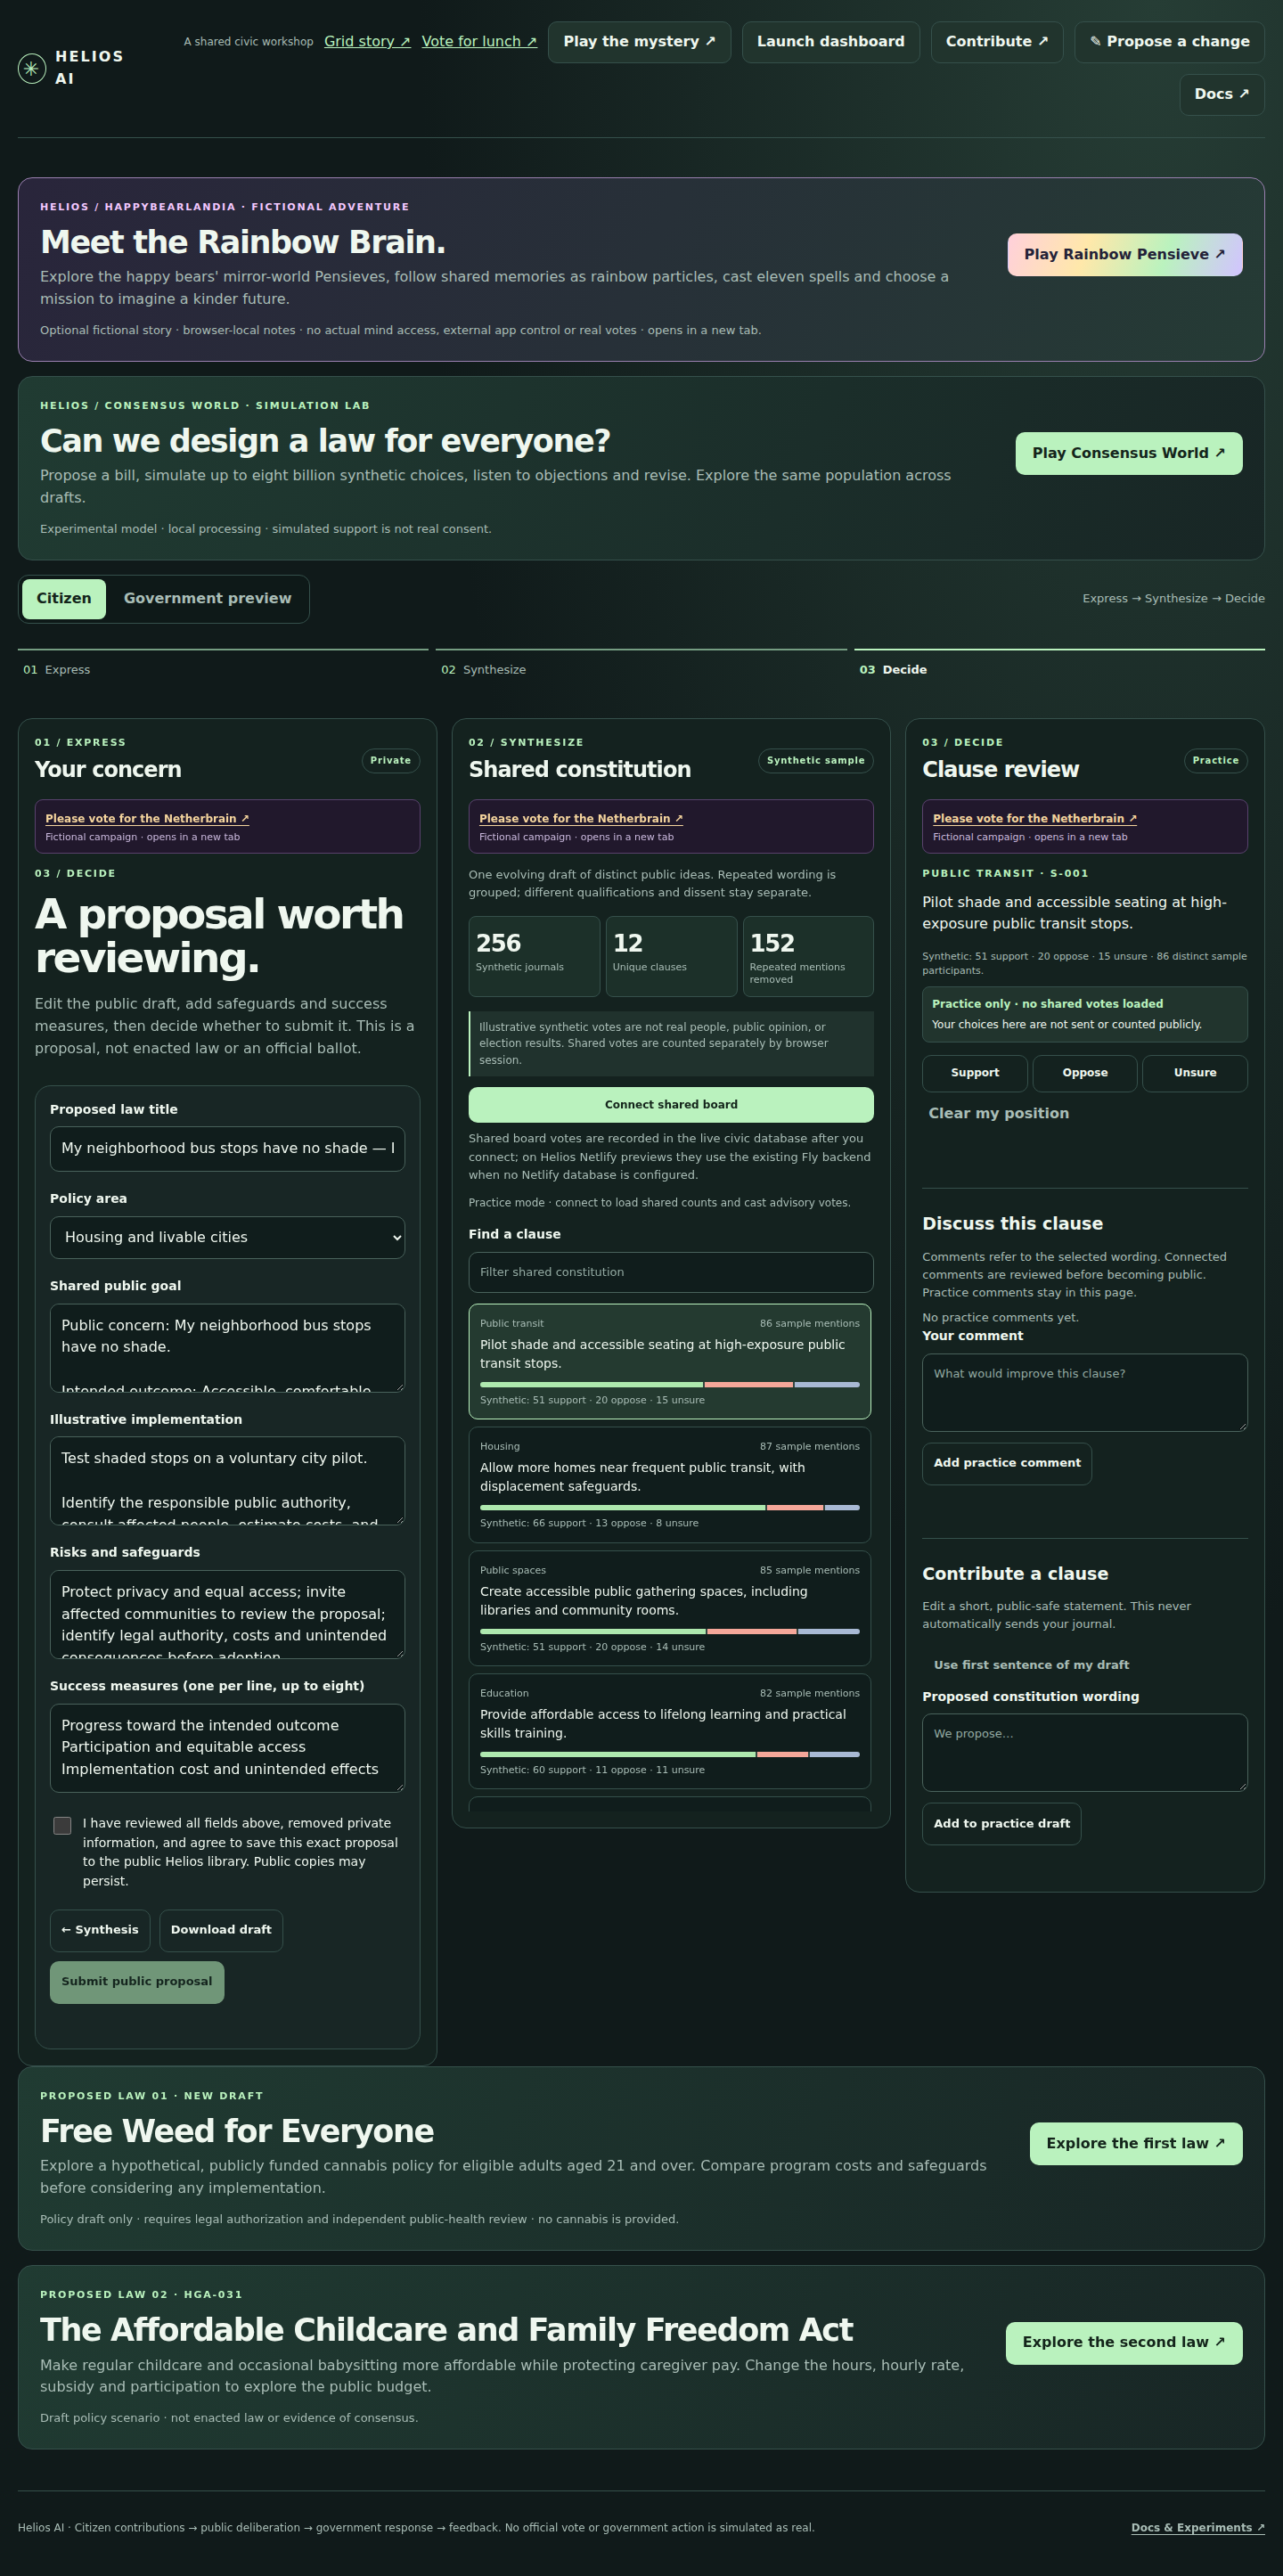 HELIOS
AI
A shared civic workshop
Grid story ↗
Vote for lunch ↗
Play the mystery ↗
Launch dashboard
Contribute ↗
✎ Propose a change
Docs ↗
HELIOS / HAPPYBEARLANDIA · FICTIONAL ADVENTURE
Meet the Rainbow Brain.
Explore the happy bears' mirror-world Pensieves, follow shared memories as rainbow particles, cast eleven spells and choose a
mission to imagine a kinder future.
Optional fictional story · browser-local notes · no actual mind access, external app control or real votes · opens in a new tab.
Play Rainbow Pensieve ↗
HELIOS / CONSENSUS WORLD · SIMULATION LAB
Can we design a law for everyone?
Propose a bill, simulate up to eight billion synthetic choices, listen to objections and revise. Explore the same population across
drafts.
Experimental model · local processing · simulated support is not real consent.
Play Consensus World ↗
Citizen
Government preview
Express → Synthesize → Decide
01 Express
02 Synthesize
03 Decide
01 / EXPRESS
Your concern
Private
Please vote for the Netherbrain ↗
Fictional campaign · opens in a new tab
03 / DECIDE
A proposal worth
reviewing.
Edit the public draft, add safeguards and success
measures, then decide whether to submit it. This is a
proposal, not enacted law or an official ballot.
Proposed law title
My neighborhood bus stops have no shade —
Policy area
Housing and livable cities
Shared public goal
Public concern: My neighborhood bus stops
have no shade.
Intended outcome: Accessible, comfortable
Illustrative implementation
Test shaded stops on a voluntary city pilot.
Identify the responsible public authority,
consult affected people, estimate costs, and
Risks and safeguards
Protect privacy and equal access; invite
affected communities to review the proposal;
identify legal authority, costs and unintended
consequences before adoption.
Success measures (one per line, up to eight)
Progress toward the intended outcome
Participation and equitable access
Implementation cost and unintended effects
I have reviewed all fields above, removed private
information, and agree to save this exact proposal
to the public Helios library. Public copies may
persist.
← Synthesis
Download draft
Submit public proposal
02 / SYNTHESIZE
Shared constitution
Synthetic sample
Please vote for the Netherbrain ↗
Fictional campaign · opens in a new tab
One evolving draft of distinct public ideas. Repeated wording is
grouped; different qualifications and dissent stay separate.
256
Synthetic journals
12
Unique clauses
152
Repeated mentions
removed
Illustrative synthetic votes are not real people, public opinion, or
election results. Shared votes are counted separately by browser
session.
Connect shared board
Shared board votes are recorded in the live civic database after you
connect; on Helios Netlify previews they use the existing Fly backend
when no Netlify database is configured.
Practice mode · connect to load shared counts and cast advisory votes.
Find a clause
Filter shared constitution
Public transit
86 sample mentions
Pilot shade and accessible seating at high-exposure public
transit stops.
Synthetic: 51 support · 20 oppose · 15 unsure
Housing
87 sample mentions
Allow more homes near frequent public transit, with
displacement safeguards.
Synthetic: 66 support · 13 oppose · 8 unsure
Public spaces
85 sample mentions
Create accessible public gathering spaces, including
libraries and community rooms.
Synthetic: 51 support · 20 oppose · 14 unsure
Education
82 sample mentions
Provide affordable access to lifelong learning and practical
skills training.
Synthetic: 60 support · 11 oppose · 11 unsure
03 / DECIDE
Clause review
Practice
Please vote for the Netherbrain ↗
Fictional campaign · opens in a new tab
PUBLIC TRANSIT · S-001
Pilot shade and accessible seating at high-
exposure public transit stops.
Synthetic: 51 support · 20 oppose · 15 unsure · 86 distinct sample
participants.
Practice only · no shared votes loaded
Your choices here are not sent or counted publicly.
Support
Oppose
Unsure
Clear my position
Discuss this clause
Comments refer to the selected wording. Connected
comments are reviewed before becoming public.
Practice comments stay in this page.
No practice comments yet.
Your comment
What would improve this clause?
Add practice comment
Contribute a clause
Edit a short, public-safe statement. This never
automatically sends your journal.
Use first sentence of my draft
Proposed constitution wording
We propose...
Add to practice draft
PROPOSED LAW 01 · NEW DRAFT
Free Weed for Everyone
Explore a hypothetical, publicly funded cannabis policy for eligible adults aged 21 and over. Compare program costs and safeguards
before considering any implementation.
Policy draft only · requires legal authorization and independent public-health review · no cannabis is provided.
Explore the first law ↗
PROPOSED LAW 02 · HGA-031
The Affordable Childcare and Family Freedom Act
Make regular childcare and occasional babysitting more affordable while protecting caregiver pay. Change the hours, hourly rate,
subsidy and participation to explore the public budget.
Draft policy scenario · not enacted law or evidence of consensus.
Explore the second law ↗
Helios AI · Citizen contributions → public deliberation → government response → feedback. No official vote or government action is simulated as real.
Docs & Experiments ↗